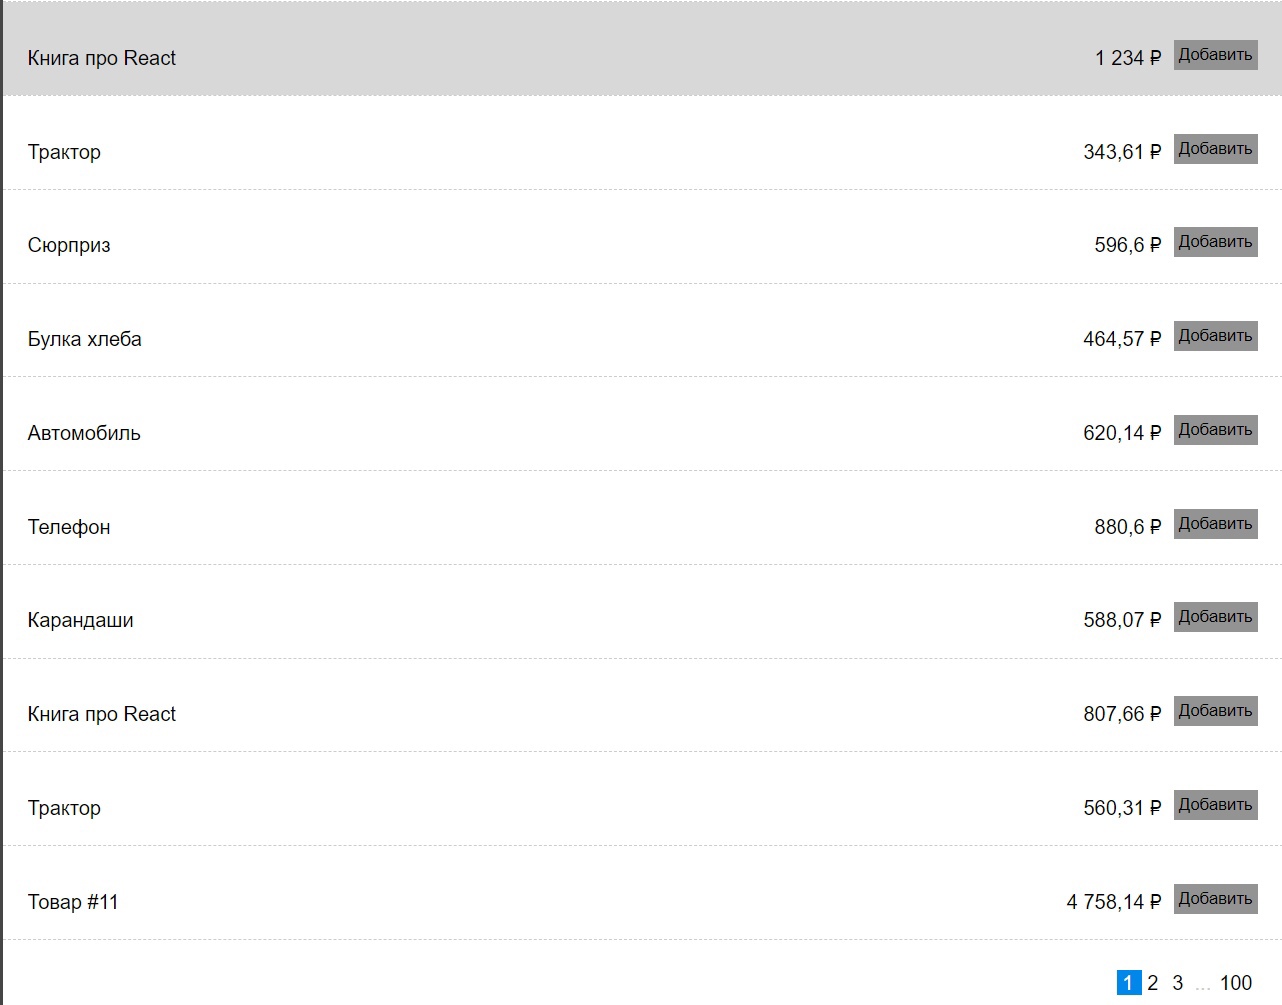 Книга про React 1 234 ₽ Добавить
Трактор 343,61 ₽ Добавить
Сюрприз 596,6 ₽ Добавить
Булка хлеба 464,57 ₽ Добавить
Автомобиль 620,14 ₽ Добавить
Телефон 880,6 ₽ Добавить
Карандаши 588,07 ₽ Добавить
Книга про React 807,66 ₽ Добавить
Трактор 560,31 ₽ Добавить
Товар #11 4 758,14 ₽ Добавить
1 2 3 ... 100